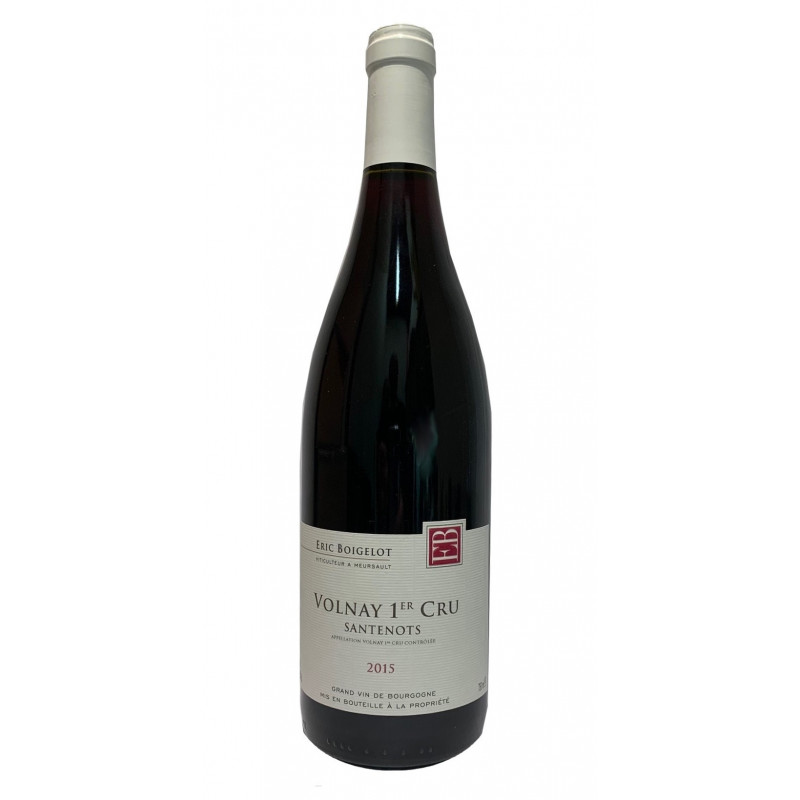 ERIC BOIGELOT
EB
VITICULTEUR A MEURSAULT
VOLNAY 1ER CRU
SANTENOTS
APPELLATION VOLNAY 1ER CRU CONTRÔLÉE
2015
GRAND VIN DE BOURGOGNE
MIS EN BOUTEILLE À LA PROPRIÉTÉ